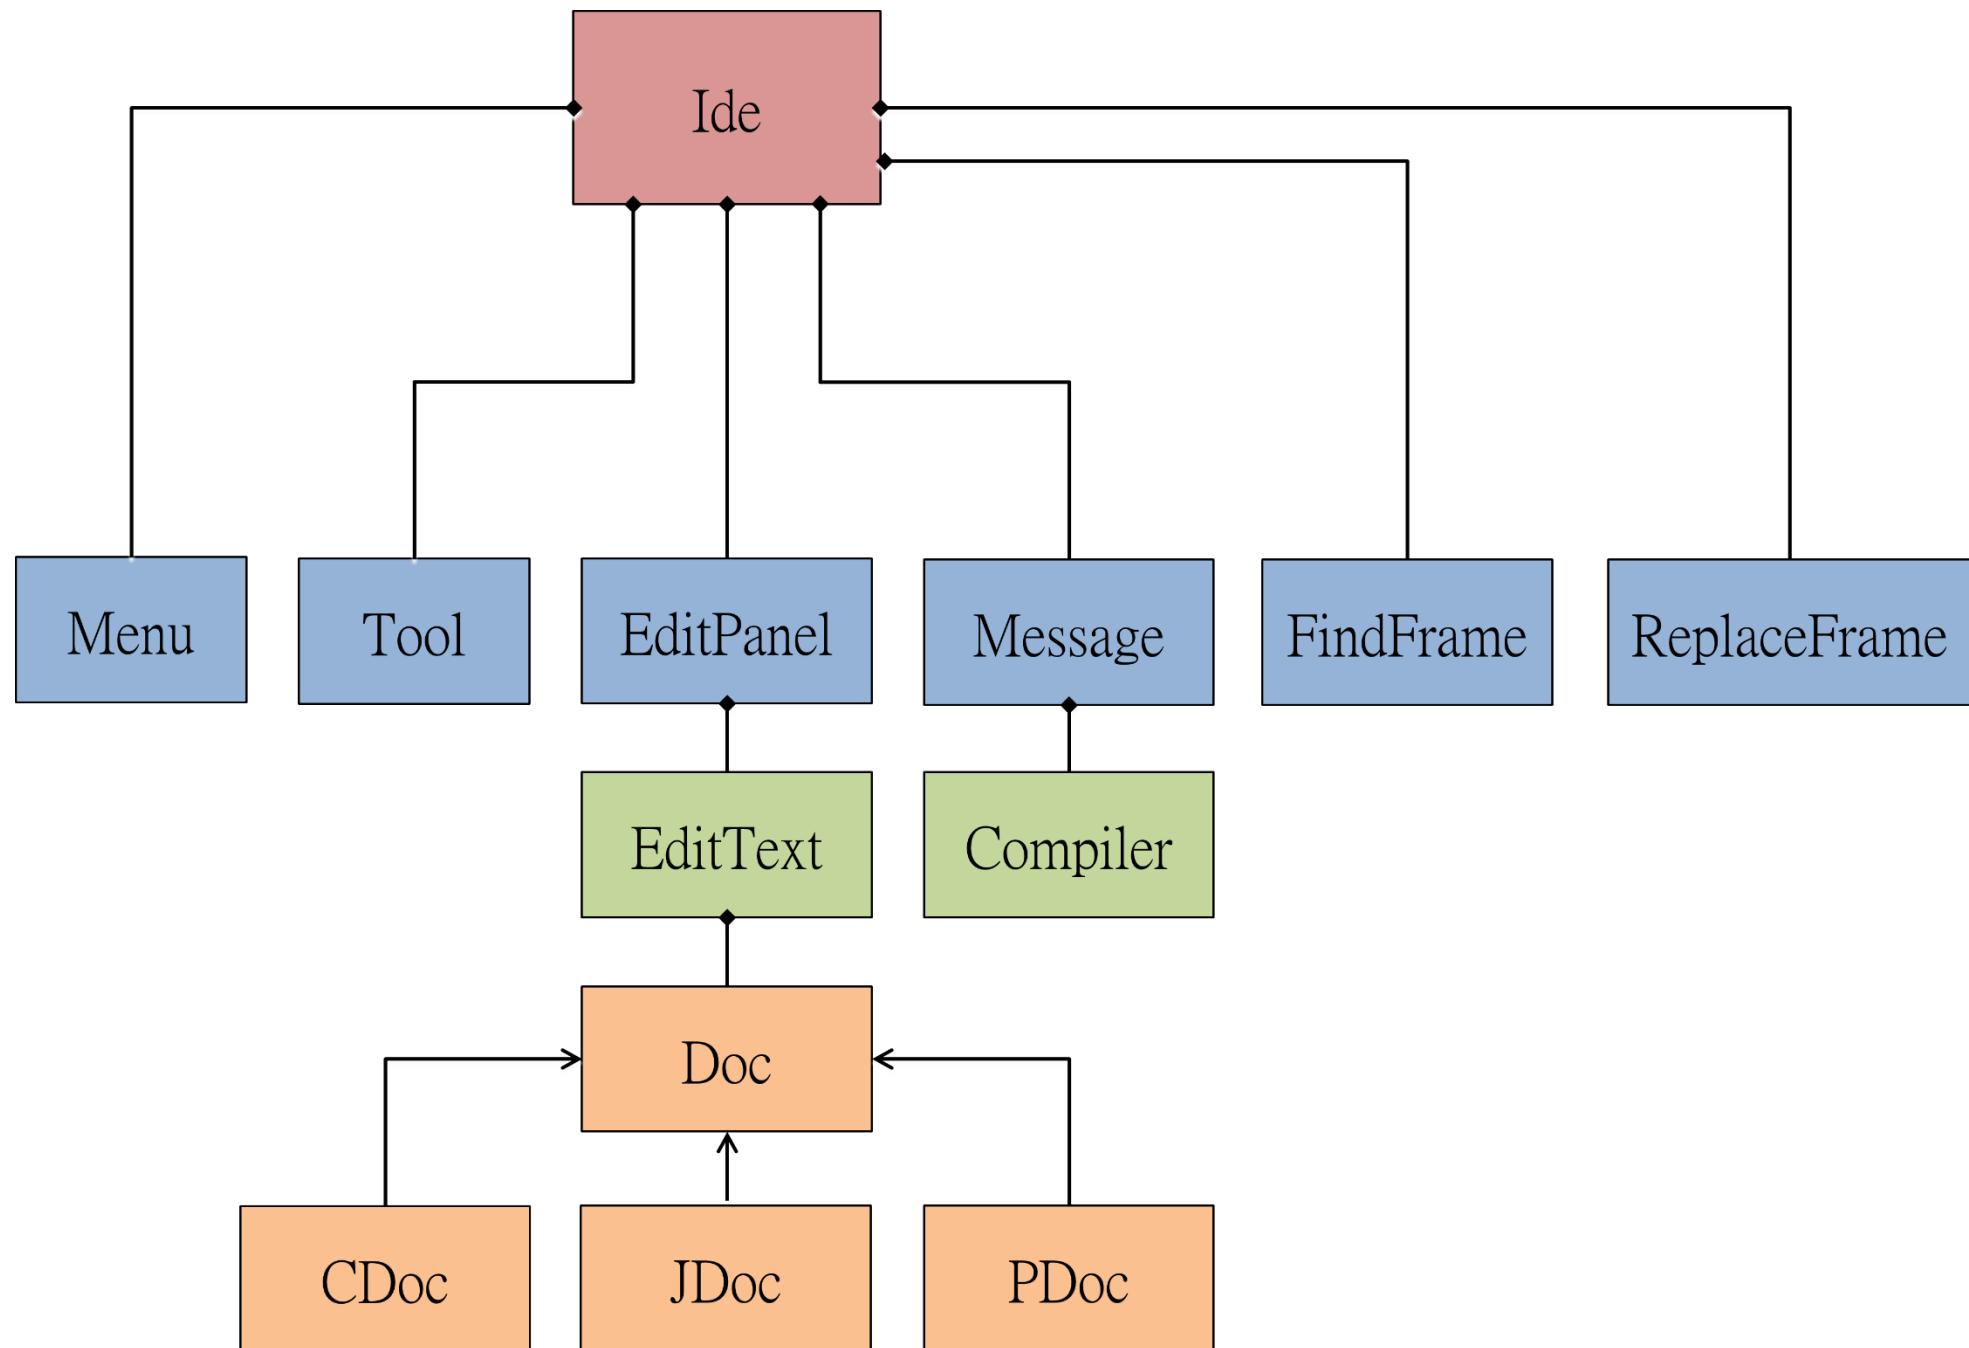 Ide
Menu
Tool
EditPanel
Message
FindFrame
ReplaceFrame
EditText
Compiler
Doc
CDoc
JDoc
PDoc